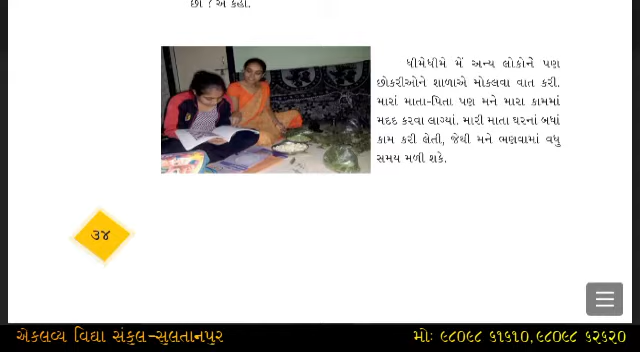 છો ? એ કહો.
ધીમેધીમે મેં અન્ય લોકોને પણ
છોકરીઓને શાળાએ મોકલવા વાત કરી.
મારાં માતા-પિતા પણ મને મારા કામમાં
મદદ કરવા લાગ્યાં. મારી માતા ઘરનાં બધાં
કામ કરી લેતી, જેથી મને ભણવામાં વધુ
સમય મળી શકે.
૩૪
એકલવ્ય વિદ્યા સંકુલ-સુલતાનપુર
મોઃ ૯૮૦૯૮ ૬૧૬૧૦,૯૮૦૯૮ ૬૨૬૨૦